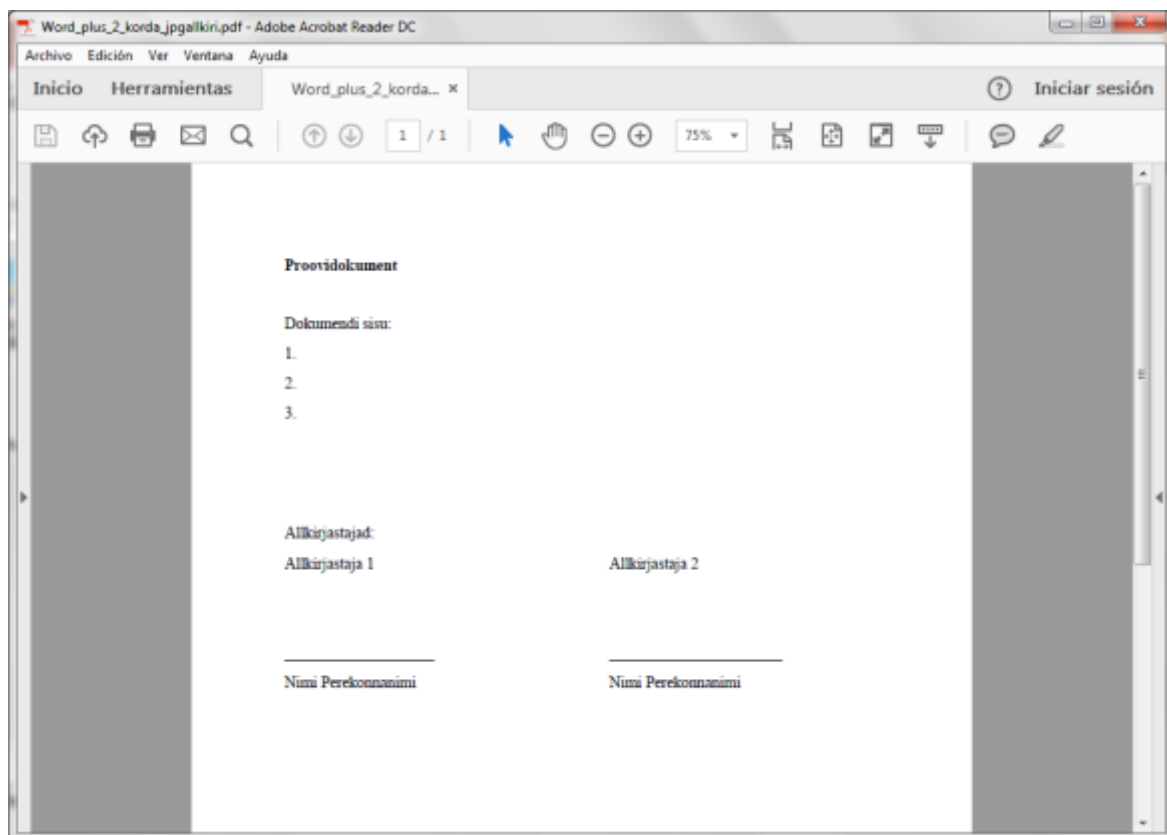 Word_plus_2_korda_jpgallkiri.pdf - Adobe Acrobat Reader DC
Archivo Edición Ver Ventana Ayuda
Inicio Herramientas Word_plus_2_korda... × Iniciar sesión
1 / 1 75%
Proovidokument
Dokumendi sisu:
1.
2.
3.
Allkirjastajad:
Allkirjastaja 1 Allkirjastaja 2
Nimi Perekonnanimi Nimi Perekonnanimi